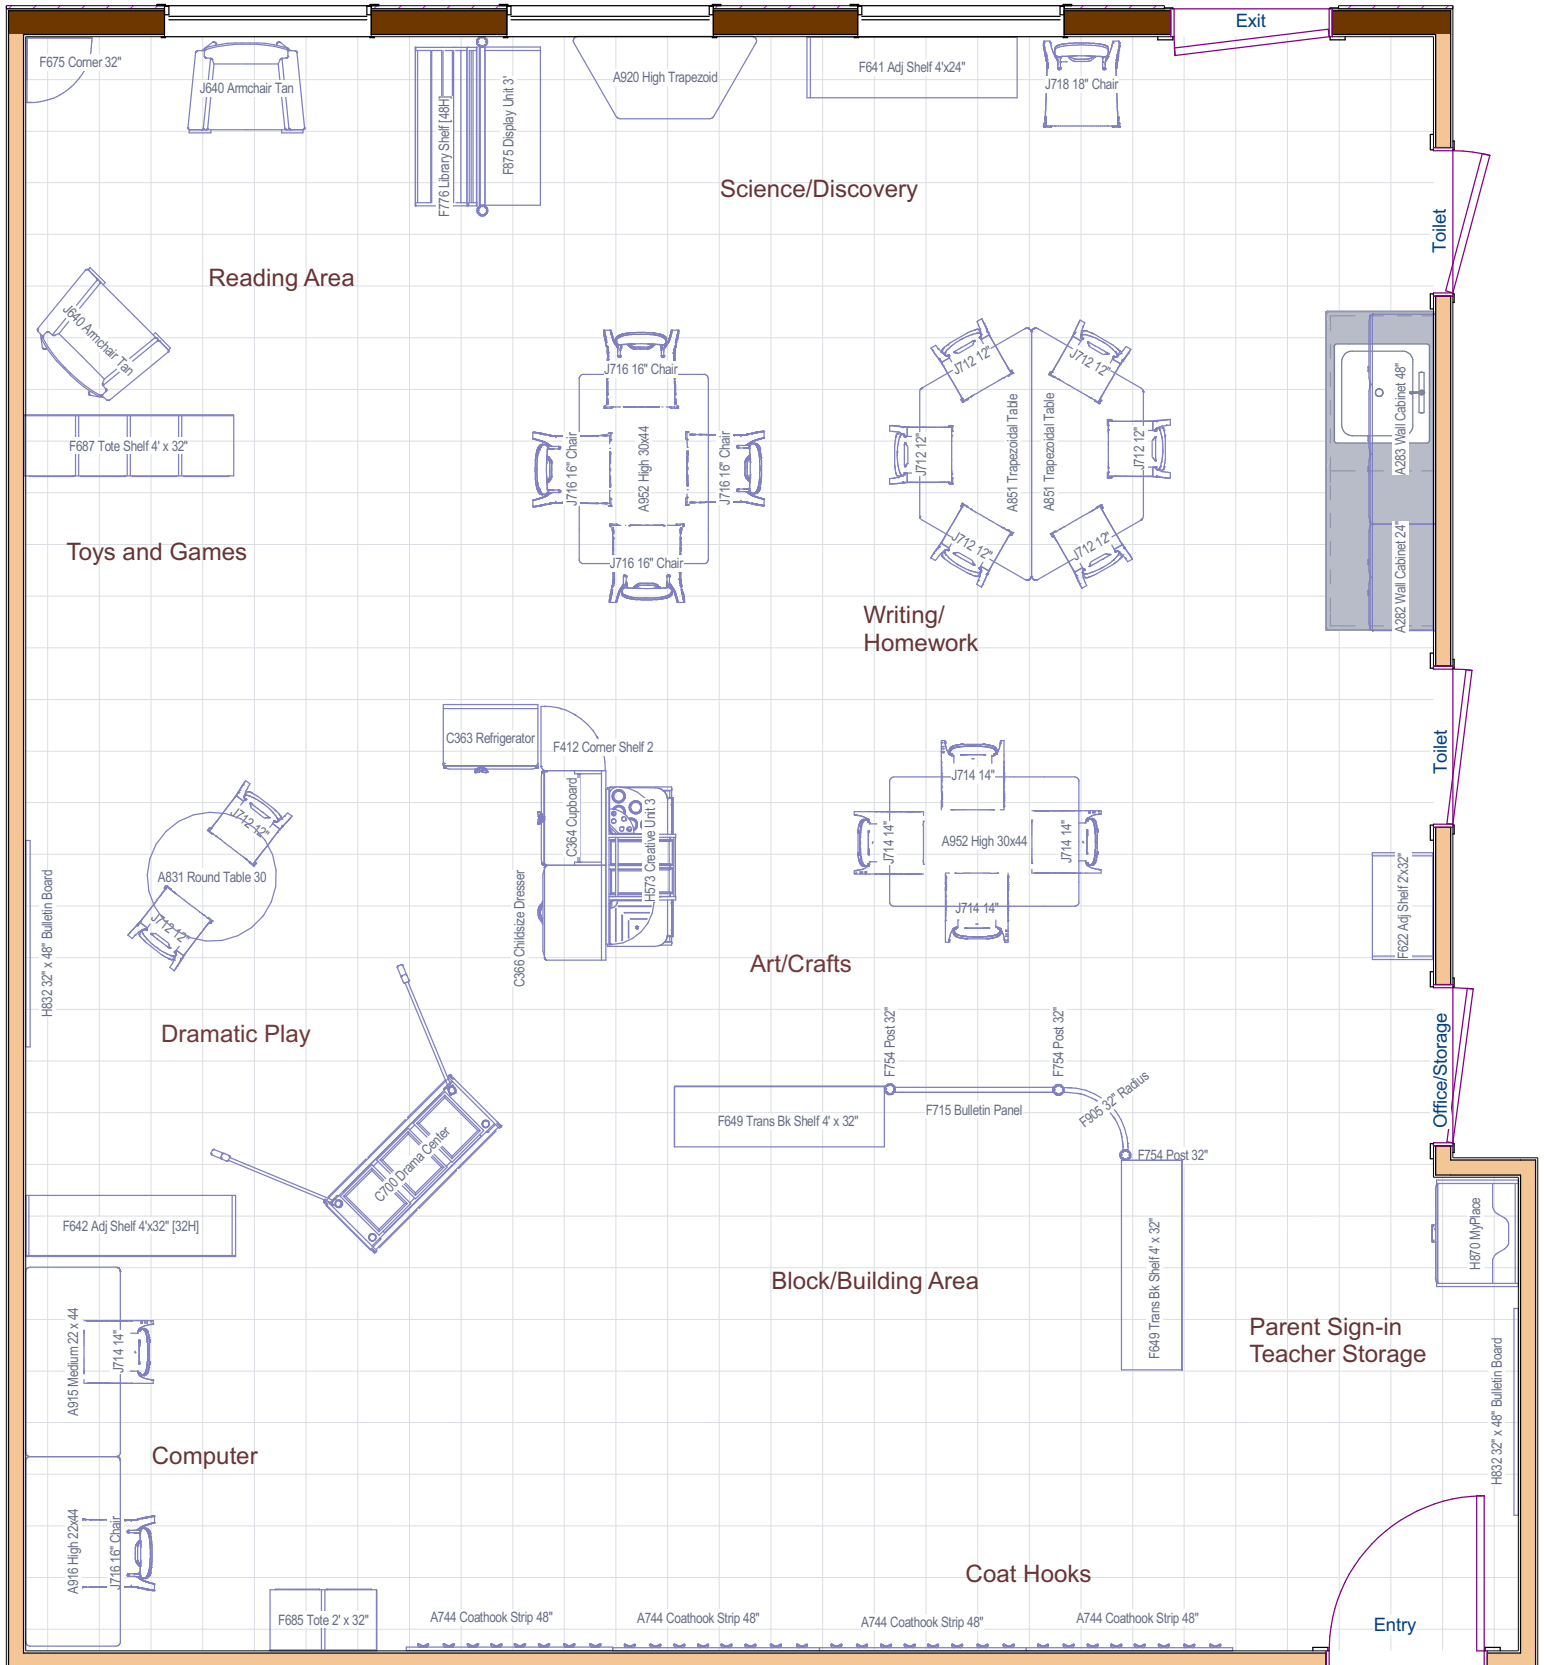 Exit
F675 Corner 32"
J640 Armchair Tan
F776 Library Shelf [48H]
F875 Display Unit 3'
A920 High Trapezoid
F641 Adj Shelf 4'x24"
J718 18" Chair
Science/Discovery
Toilet
Reading Area
J640 Armchair Tan
F687 Tote Shelf 4' x 32"
J716 16" Chair
J716 16" Chair
A952 High 30x44
J716 16" Chair
J716 16" Chair
J712 12"
J712 12"
J712 12"
A851 Trapezoidal Table
A851 Trapezoidal Table
J712 12"
J712 12"
J712 12"
A283 Wall Cabinet 48"
A282 Wall Cabinet 24"
Toys and Games
Writing/
Homework
C363 Refrigerator
F412 Corner Shelf 2
C364 Cupboard
H573 Creative Unit 3
C366 Childsize Dresser
Toilet
J714 14"
J714 14"
A952 High 30x44
J714 14"
J714 14"
J712 12"
A831 Round Table 30
J712 12"
H832 32" x 48" Bulletin Board
F622 Adj Shelf 2'x32"
Art/Crafts
Dramatic Play
F754 Post 32"
F754 Post 32"
Office/Storage
F649 Trans Bk Shelf 4' x 32"
F715 Bulletin Panel
F905 32" Radius
F754 Post 32"
C700 Drama Center
F642 Adj Shelf 4'x32" [32H]
F649 Trans Bk Shelf 4' x 32"
H870 MyPlace
Block/Building Area
Parent Sign-in
Teacher Storage
A915 Medium 22 x 44
J714 14"
H832 32" x 48" Bulletin Board
Computer
A916 High 22x44
J716 16" Chair
Coat Hooks
F685 Tote 2' x 32"
A744 Coathook Strip 48"
A744 Coathook Strip 48"
A744 Coathook Strip 48"
A744 Coathook Strip 48"
Entry